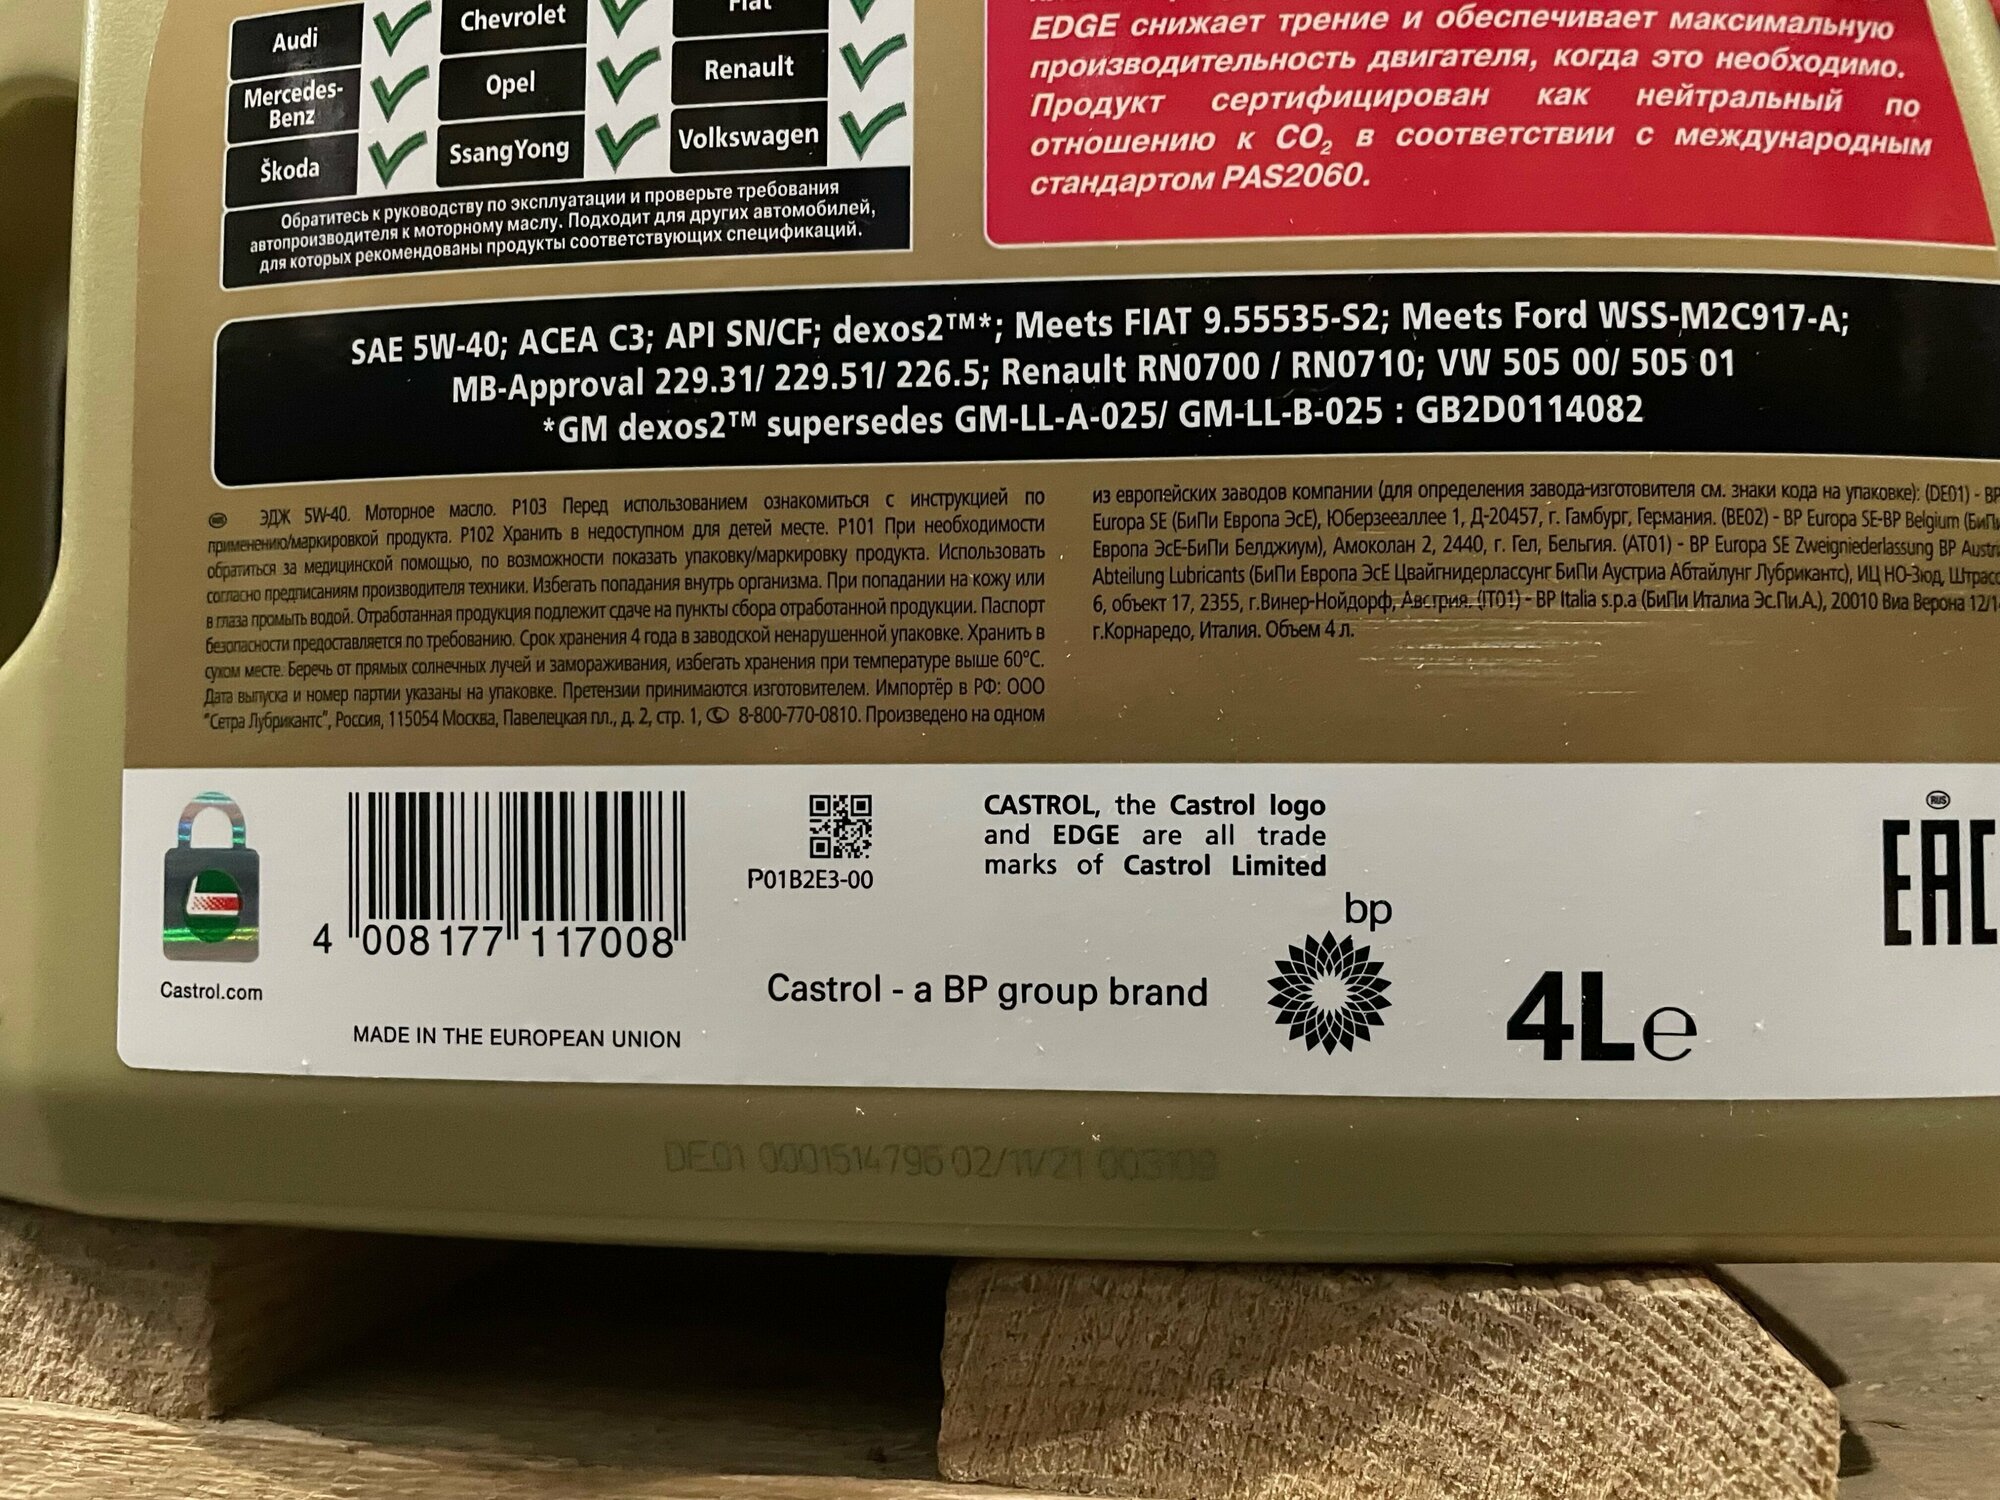 Audi
Chevrolet
Fiat
Mercedes-
Benz
Opel
Renault
Škoda
SsangYong
Volkswagen
Обратитесь к руководству по эксплуатации и проверьте требования
автопроизводителя к моторному маслу. Подходит для других автомобилей,
для которых рекомендованы продукты соответствующих спецификаций.
EDGE снижает трение и обеспечивает максимальную
производительность двигателя, когда это необходимо.
Продукт сертифицирован как нейтральный по
отношению к CO₂ в соответствии с международным
стандартом PAS2060.
SAE 5W-40; ACEA C3; API SN/CF; dexos2™*; Meets FIAT 9.55535-S2; Meets Ford WSS-M2C917-A;
MB-Approval 229.31/ 229.51/ 226.5; Renault RN0700 / RN0710; VW 505 00/ 505 01
*GM dexos2™ supersedes GM-LL-A-025/ GM-LL-B-025 : GB2D0114082
RUS ЭДЖ 5W-40. Моторное масло. P103 Перед использованием ознакомиться с инструкцией по
применению/маркировкой продукта. P102 Хранить в недоступном для детей месте. P101 При необходимости
обратиться за медицинской помощью, по возможности показать упаковку/маркировку продукта. Использовать
согласно предписаниям производителя техники. Избегать попадания внутрь организма. При попадании на кожу или
в глаза промыть водой. Отработанная продукция подлежит сдаче на пункты сбора отработанной продукции. Паспорт
безопасности предоставляется по требованию. Срок хранения 4 года в заводской ненарушенной упаковке. Хранить в
сухом месте. Беречь от прямых солнечных лучей и замораживания, избегать хранения при температуре выше 60°C.
Дата выпуска и номер партии указаны на упаковке. Претензии принимаются изготовителем. Импортёр в РФ: ООО
"Сетра Лубрикантс", Россия, 115054 Москва, Павелецкая пл., д. 2, стр. 1, 8-800-770-0810. Произведено на одном
из европейских заводов компании (для определения завода-изготовителя см. знаки кода на упаковке): (DE01) - BP
Europa SE (БиПи Европа ЭсЕ), Юберзееаллее 1, Д-20457, г. Гамбург, Германия. (BE02) - BP Europa SE-BP Belgium (БиПи
Европа ЭсЕ-БиПи Белджиум), Амоколан 2, 2440, г. Гел, Бельгия. (AT01) - BP Europa SE Zweigniederlassung BP Austria
Abteilung Lubricants (БиПи Европа ЭсЕ Цвайгнидерлассунг БиПи Аустриа Абтайлунг Лубрикантс), ИЦ НО-Зюд, Штрасс
6, объект 17, 2355, г.Винер-Нойдорф, Австрия. (IT01) - BP Italia s.p.a (БиПи Италиа Эс.Пи.А.), 20010 Виа Верона 12/1
г.Корнаредо, Италия. Объем 4 л.
Castrol.com
4 008177 117008
MADE IN THE EUROPEAN UNION
P01B2E3-00
CASTROL, the Castrol logo
and EDGE are all trade
marks of Castrol Limited
bp
Castrol - a BP group brand
4Le
RUS
EAC
DE01 0001514796 02/11/21